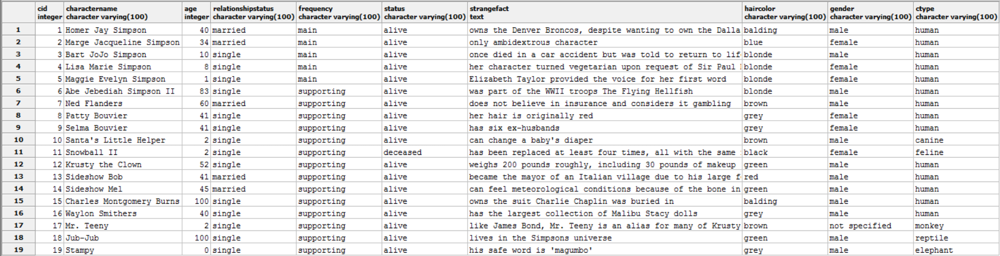 cid charactername age relationshipstatus frequency status strangefact haircolor gender ctype
integer character varying(100) integer character varying(100) character varying(100) character varying(100) text character varying(100) character varying(100) character varying(100)
1 1 Homer Jay Simpson 40 married main alive owns the Denver Broncos, despite wanting to own the Dalla balding male human
2 2 Marge Jacqueline Simpson 34 married main alive only ambidextrous character blue female human
3 3 Bart JoJo Simpson 10 single main alive once died in a car accident but was told to return to lif blonde male human
4 4 Lisa Marie Simpson 8 single main alive her character turned vegetarian upon request of Sir Paul blonde female human
5 5 Maggie Evelyn Simpson 1 single main alive Elizabeth Taylor provided the voice for her first word blonde female human
6 6 Abe Jebediah Simpson II 83 single supporting alive was part of the WWII troops The Flying Hellfish blonde male human
7 7 Ned Flanders 60 married supporting alive does not believe in insurance and considers it gambling brown male human
8 8 Patty Bouvier 41 single supporting alive her hair is originally red grey female human
9 9 Selma Bouvier 41 single supporting alive has six ex-husbands grey female human
10 10 Santa's Little Helper 2 single supporting alive can change a baby's diaper brown male canine
11 11 Snowball II 2 single supporting deceased has been replaced at least four times, all with the same black female feline
12 12 Krusty the Clown 52 single supporting alive weighs 200 pounds roughly, including 30 pounds of makeup green male human
13 13 Sideshow Bob 41 married supporting alive became the mayor of an Italian village due to his large f red male human
14 14 Sideshow Mel 45 married supporting alive can feel meteorological conditions because of the bone in green male human
15 15 Charles Montgomery Burns 100 single supporting alive owns the suit Charlie Chaplin was buried in balding male human
16 16 Waylon Smithers 40 single supporting alive has the largest collection of Malibu Stacy dolls grey male human
17 17 Mr. Teeny 2 single supporting alive like James Bond, Mr. Teeny is an alias for many of Krusty brown not specified monkey
18 18 Jub-Jub 100 single supporting alive lives in the Simpsons universe green male reptile
19 19 Stampy 0 single supporting alive his safe word is 'magumbo' grey male elephant